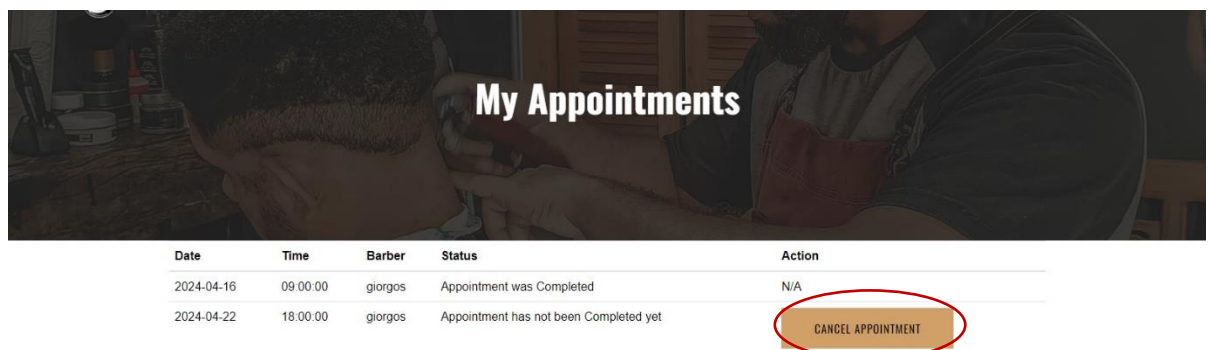 My Appointments
Date Time Barber Status Action
2024-04-16 09:00:00 giorgos Appointment was Completed N/A
2024-04-22 18:00:00 giorgos Appointment has not been Completed yet CANCEL APPOINTMENT